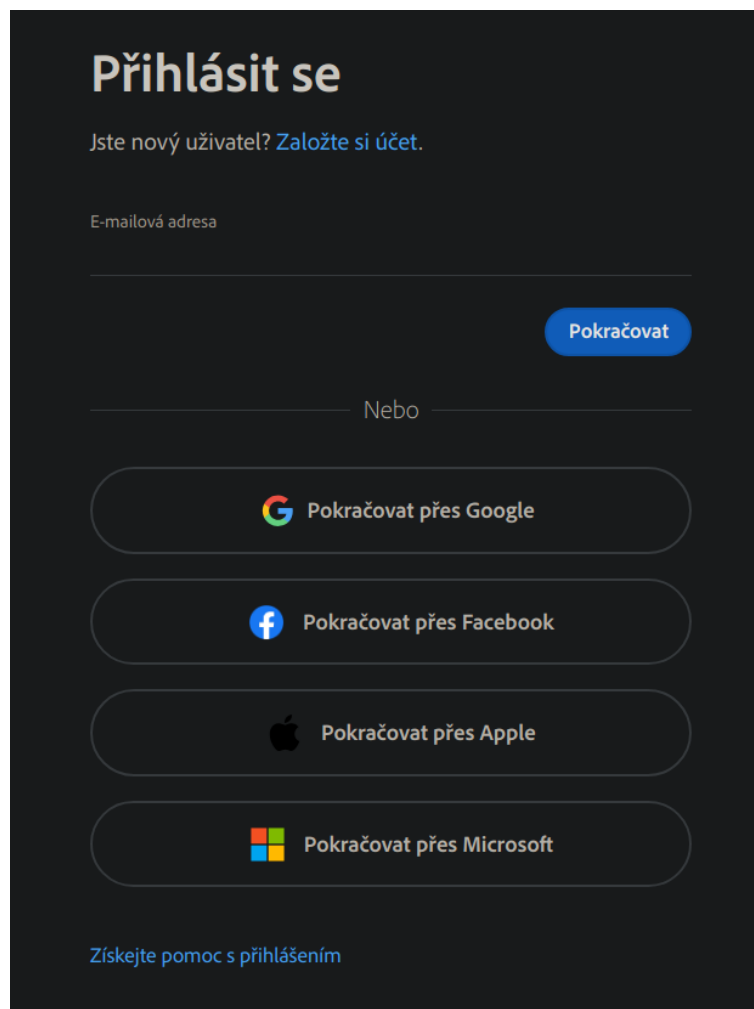 Přihlásit se
Jste nový uživatel? Založte si účet.
E-mailová adresa
Pokračovat
Nebo
Pokračovat přes Google
Pokračovat přes Facebook
Pokračovat přes Apple
Pokračovat přes Microsoft
Získejte pomoc s přihlášením